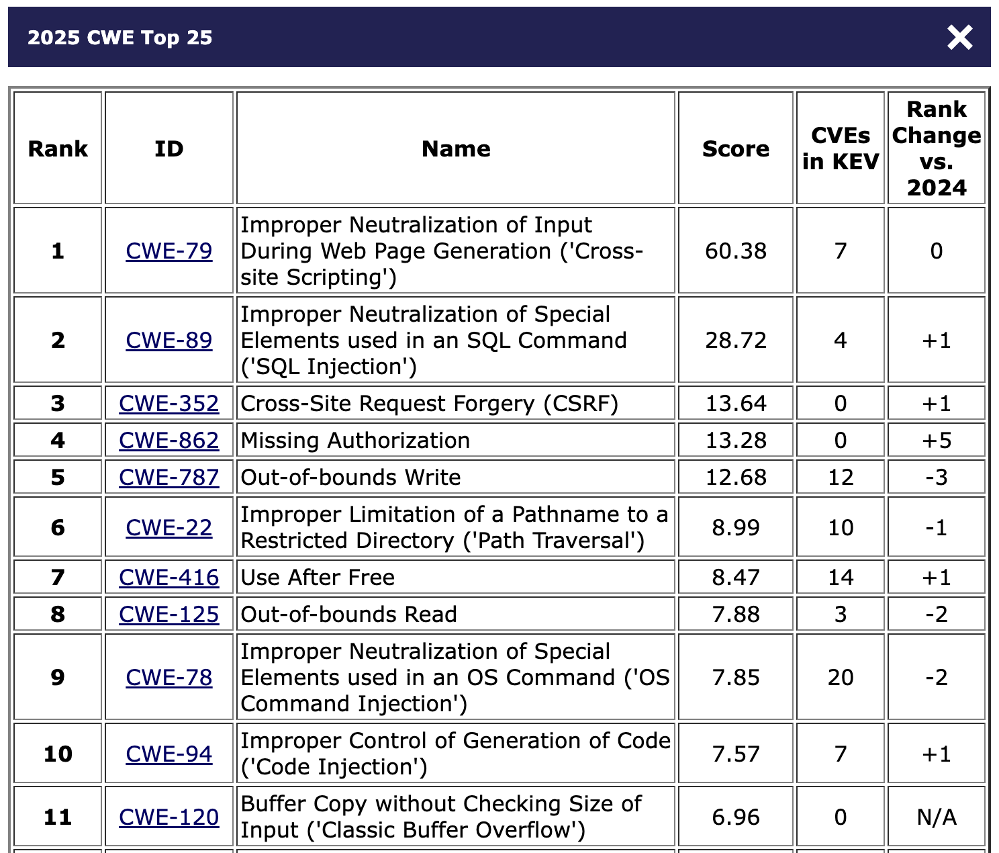 2025 CWE Top 25
Rank ID Name Score CVEs in KEV Rank Change vs. 2024
1 CWE-79 Improper Neutralization of Input During Web Page Generation ('Cross-site Scripting') 60.38 7 0
2 CWE-89 Improper Neutralization of Special Elements used in an SQL Command ('SQL Injection') 28.72 4 +1
3 CWE-352 Cross-Site Request Forgery (CSRF) 13.64 0 +1
4 CWE-862 Missing Authorization 13.28 0 +5
5 CWE-787 Out-of-bounds Write 12.68 12 -3
6 CWE-22 Improper Limitation of a Pathname to a Restricted Directory ('Path Traversal') 8.99 10 -1
7 CWE-416 Use After Free 8.47 14 +1
8 CWE-125 Out-of-bounds Read 7.88 3 -2
9 CWE-78 Improper Neutralization of Special Elements used in an OS Command ('OS Command Injection') 7.85 20 -2
10 CWE-94 Improper Control of Generation of Code ('Code Injection') 7.57 7 +1
11 CWE-120 Buffer Copy without Checking Size of Input ('Classic Buffer Overflow') 6.96 0 N/A